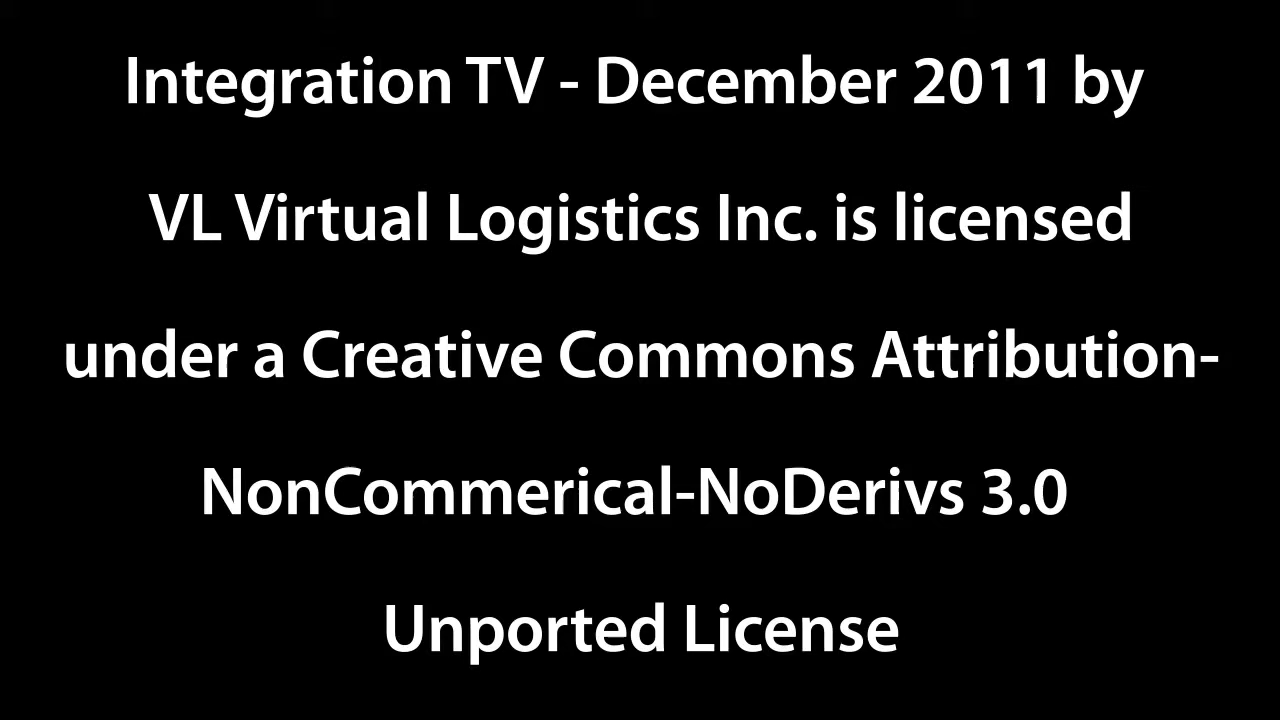 Integration TV - December 2011 by
VL Virtual Logistics Inc. is licensed
under a Creative Commons Attribution-
NonCommerical-NoDerivs 3.0
Unported License